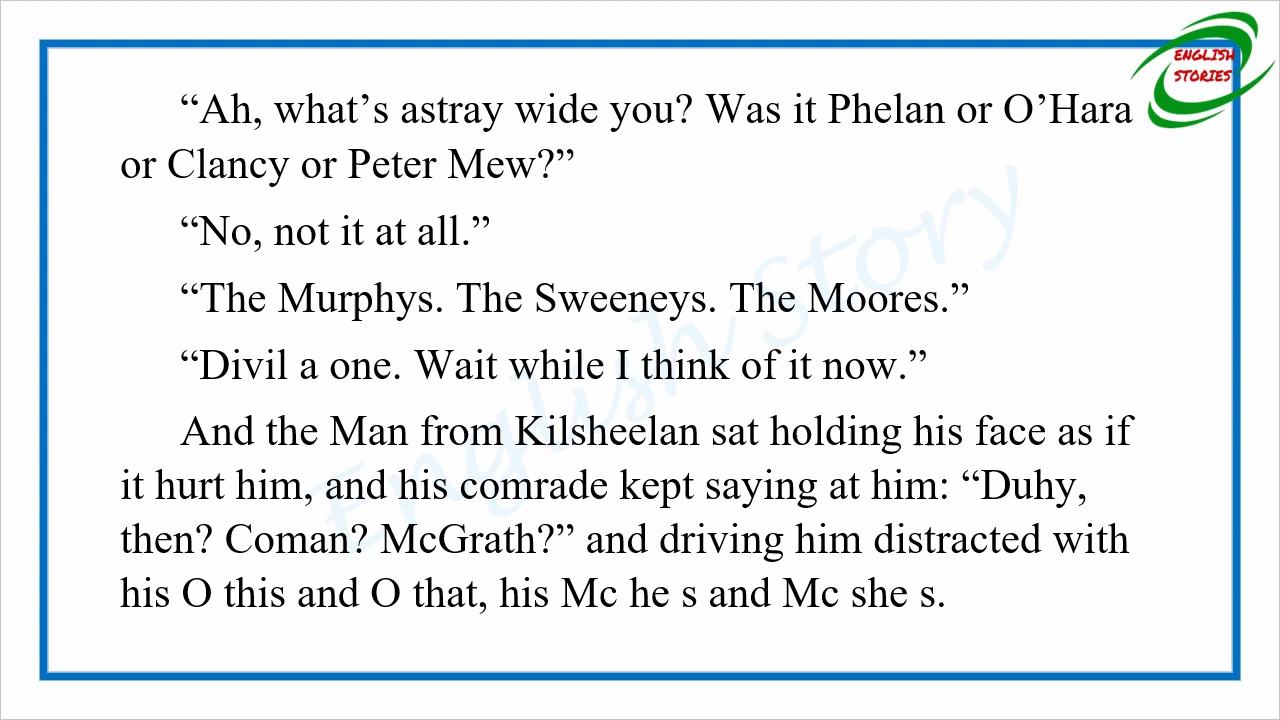 ENGLISH
STORIES
“Ah, what’s astray wide you? Was it Phelan or O’Hara
or Clancy or Peter Mew?”
“No, not it at all.”
“The Murphys. The Sweeneys. The Moores.”
“Divil a one. Wait while I think of it now.”
And the Man from Kilsheelan sat holding his face as if
it hurt him, and his comrade kept saying at him: “Duhy,
then? Coman? McGrath?” and driving him distracted with
his O this and O that, his Mc he s and Mc she s.
English Story